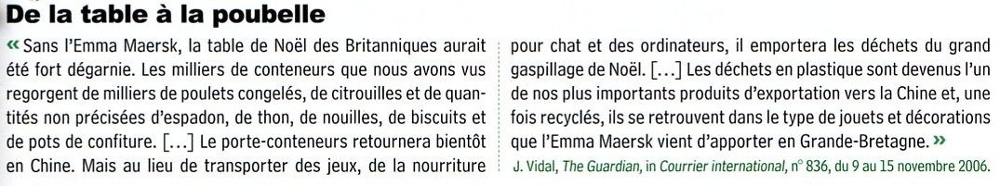 De la table à la poubelle
« Sans l'Emma Maersk, la table de Noël des Britanniques aurait
été fort dégarnie. Les milliers de conteneurs que nous avons vus
regorgent de milliers de poulets congelés, de citrouilles et de quan-
tités non précisées d'espadon, de thon, de nouilles, de biscuits et
de pots de confiture. [...] Le porte-conteneurs retournera bientôt
en Chine. Mais au lieu de transporter des jeux, de la nourriture
pour chat et des ordinateurs, il emportera les déchets du grand
gaspillage de Noël. [...] Les déchets en plastique sont devenus l'un
de nos plus importants produits d'exportation vers la Chine et, une
fois recyclés, ils se retrouvent dans le type de jouets et décorations
que l'Emma Maersk vient d'apporter en Grande-Bretagne. »
J. Vidal, The Guardian, in Courrier international, n° 836, du 9 au 15 novembre 2006.